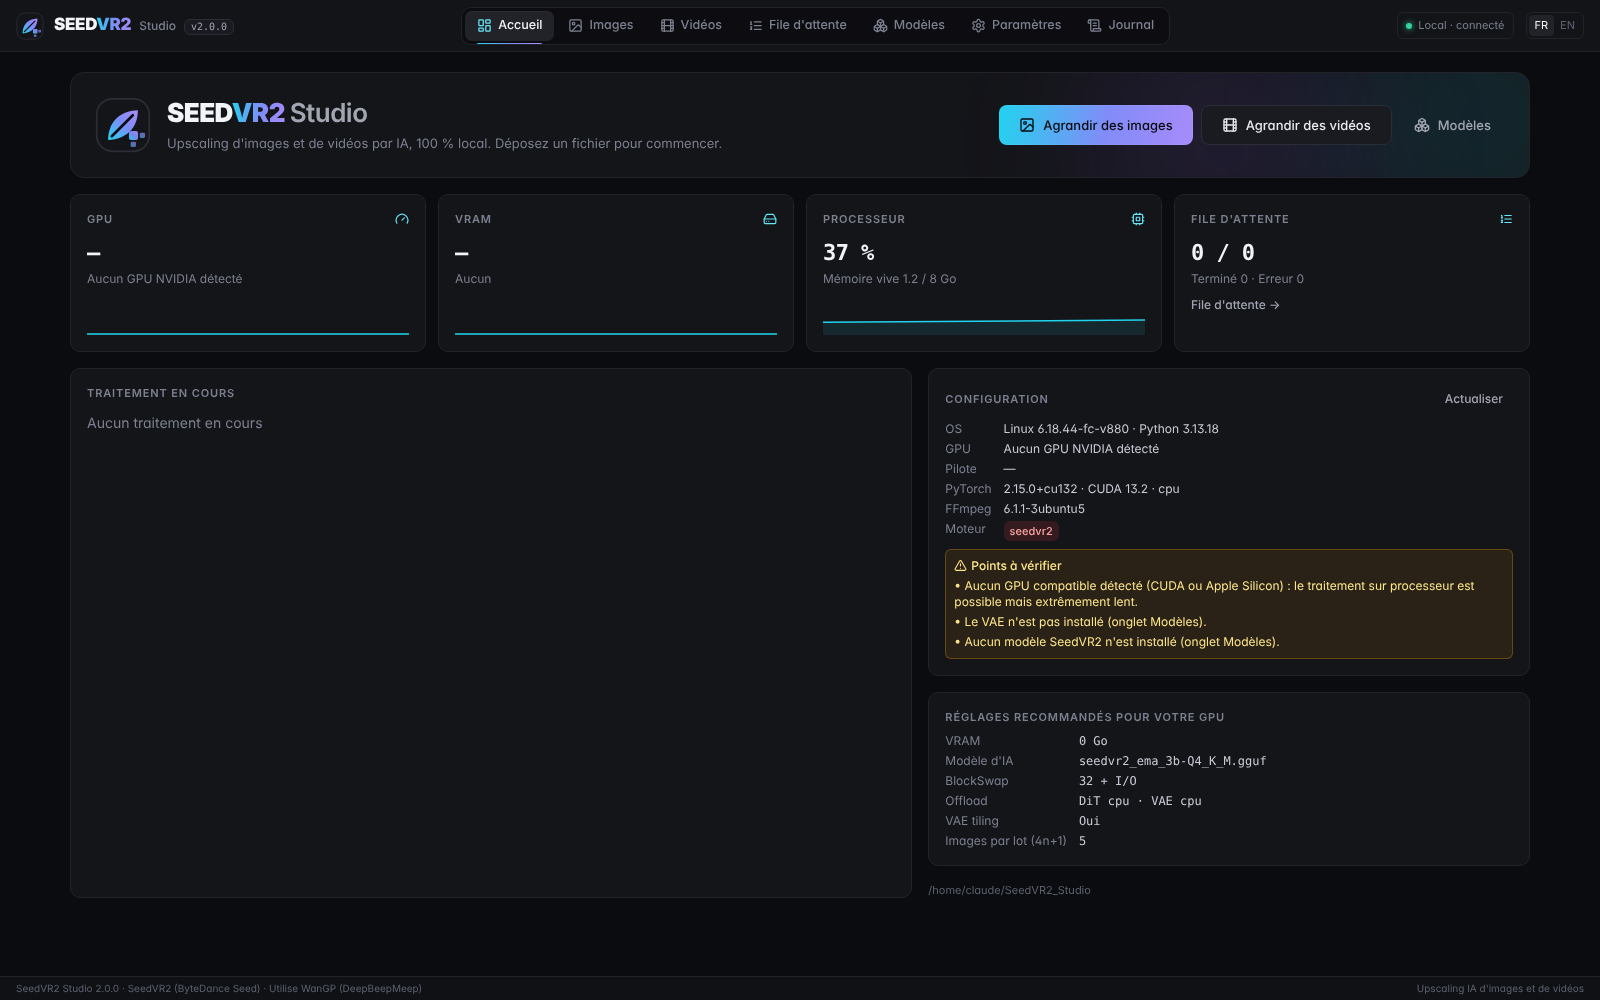 SEEDVR2 Studio v2.0.0
Accueil
Images
Vidéos
File d'attente
Modèles
Paramètres
Journal
Local · connecté
FR EN
SEEDVR2 Studio
Upscaling d'images et de vidéos par IA, 100 % local. Déposez un fichier pour commencer.
Agrandir des images
Agrandir des vidéos
Modèles
GPU
—
Aucun GPU NVIDIA détecté
VRAM
—
Aucun
PROCESSEUR
37 %
Mémoire vive 1.2 / 8 Go
FILE D'ATTENTE
0 / 0
Terminé 0 · Erreur 0
File d'attente →
TRAITEMENT EN COURS
Aucun traitement en cours
CONFIGURATION
Actualiser
OS Linux 6.18.44-fc-v880 · Python 3.13.18
GPU Aucun GPU NVIDIA détecté
Pilote —
PyTorch 2.15.0+cu132 · CUDA 13.2 · cpu
FFmpeg 6.1.1-3ubuntu5
Moteur seedvr2
Points à vérifier
• Aucun GPU compatible détecté (CUDA ou Apple Silicon) : le traitement sur processeur est
possible mais extrêmement lent.
• Le VAE n'est pas installé (onglet Modèles).
• Aucun modèle SeedVR2 n'est installé (onglet Modèles).
RÉGLAGES RECOMMANDÉS POUR VOTRE GPU
VRAM 0 Go
Modèle d'IA seedvr2_ema_3b-Q4_K_M.gguf
BlockSwap 32 + I/O
Offload DiT cpu · VAE cpu
VAE tiling Oui
Images par lot (4n+1) 5
/home/claude/SeedVR2_Studio
SeedVR2 Studio 2.0.0 · SeedVR2 (ByteDance Seed) · Utilise WanGP (DeepBeepMeep)
Upscaling IA d'images et de vidéos